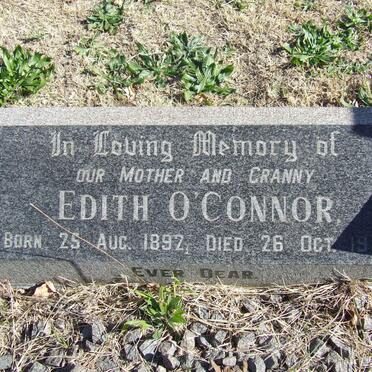 In Loving Memory of
OUR MOTHER AND GRANNY
EDITH O'CONNOR,
BORN 25 AUG. 1892, DIED 26 OCT.
EVER DEAR